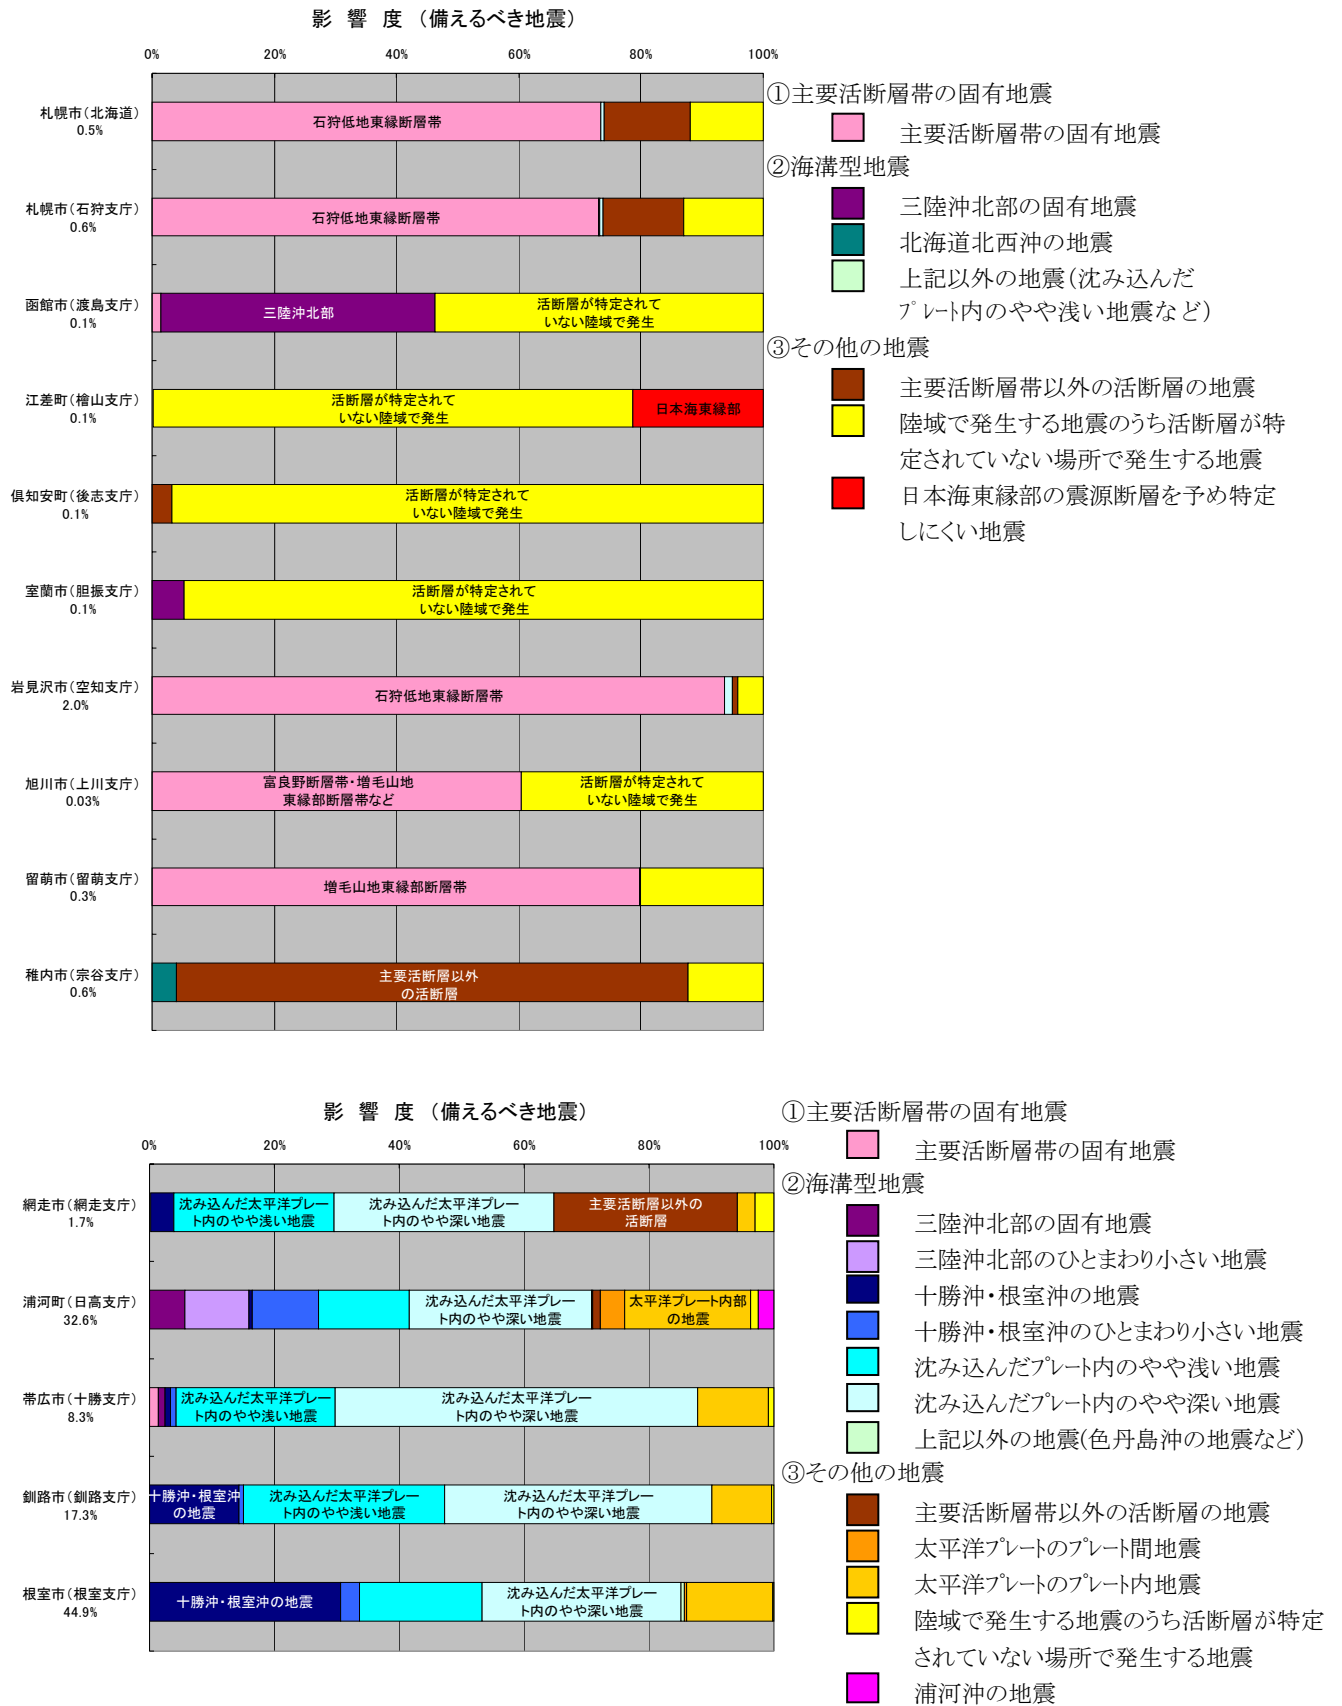 影 響 度 （備えるべき地震）
0% 20% 40% 60% 80% 100%
札幌市（北海道）
0.5%
石狩低地東縁断層帯
札幌市（石狩支庁）
0.6%
石狩低地東縁断層帯
函館市（渡島支庁）
0.1%
三陸沖北部
活断層が特定されて
いない陸域で発生
江差町（檜山支庁）
0.1%
活断層が特定されて
いない陸域で発生
日本海東縁部
倶知安町（後志支庁）
0.1%
活断層が特定されて
いない陸域で発生
室蘭市（胆振支庁）
0.1%
活断層が特定されて
いない陸域で発生
岩見沢市（空知支庁）
2.0%
石狩低地東縁断層帯
旭川市（上川支庁）
0.03%
富良野断層帯・増毛山地
東縁部断層帯など
活断層が特定されて
いない陸域で発生
留萌市（留萌支庁）
0.3%
増毛山地東縁部断層帯
稚内市（宗谷支庁）
0.6%
主要活断層以外
の活断層
①主要活断層帯の固有地震
主要活断層帯の固有地震
②海溝型地震
三陸沖北部の固有地震
北海道北西沖の地震
上記以外の地震（沈み込んだ
プレート内のやや浅い地震など）
③その他の地震
主要活断層帯以外の活断層の地震
陸域で発生する地震のうち活断層が特
定されていない場所で発生する地震
日本海東縁部の震源断層を予め特定
しにくい地震
影 響 度 （備えるべき地震）
0% 20% 40% 60% 80% 100%
網走市（網走支庁）
1.7%
沈み込んだ太平洋プレー
ト内のやや浅い地震
沈み込んだ太平洋プレー
ト内のやや深い地震
主要活断層以外の
活断層
浦河町（日高支庁）
32.6%
沈み込んだ太平洋プレー
ト内のやや深い地震
太平洋プレート内部
の地震
帯広市（十勝支庁）
8.3%
沈み込んだ太平洋プレー
ト内のやや浅い地震
沈み込んだ太平洋プレー
ト内のやや深い地震
釧路市（釧路支庁）
17.3%
十勝沖・根室沖
の地震
沈み込んだ太平洋プレー
ト内のやや浅い地震
沈み込んだ太平洋プレー
ト内のやや深い地震
根室市（根室支庁）
44.9%
十勝沖・根室沖の地震
沈み込んだ太平洋プレー
ト内のやや深い地震
①主要活断層帯の固有地震
主要活断層帯の固有地震
②海溝型地震
三陸沖北部の固有地震
三陸沖北部のひとまわり小さい地震
十勝沖・根室沖の地震
十勝沖・根室沖のひとまわり小さい地震
沈み込んだプレート内のやや浅い地震
沈み込んだプレート内のやや深い地震
上記以外の地震(色丹島沖の地震など)
③その他の地震
主要活断層帯以外の活断層の地震
太平洋プレートのプレート間地震
太平洋プレートのプレート内地震
陸域で発生する地震のうち活断層が特定
されていない場所で発生する地震
浦河沖の地震